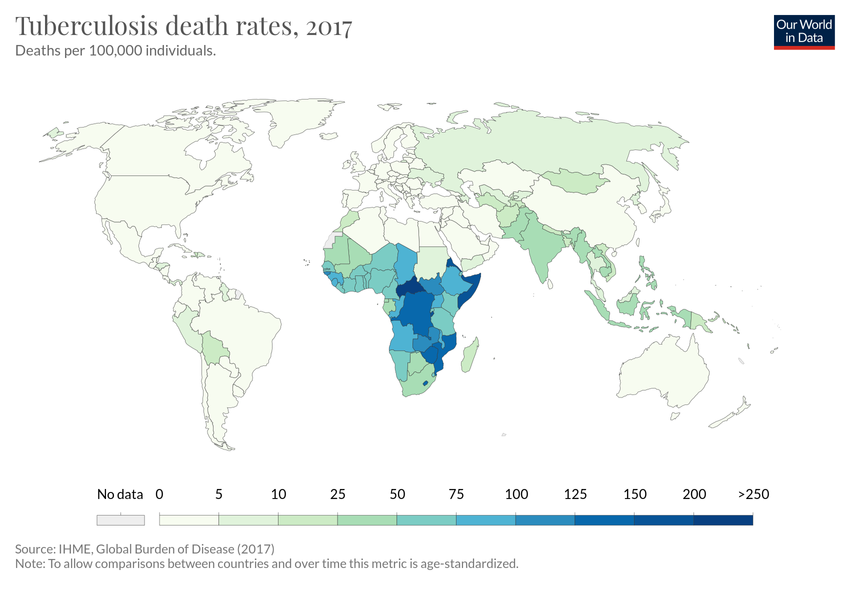 Tuberculosis death rates, 2017
Deaths per 100,000 individuals.
Our World
in Data
No data 0 5 10 25 50 75 100 125 150 200 >250
Source: IHME, Global Burden of Disease (2017)
Note: To allow comparisons between countries and over time this metric is age-standardized.